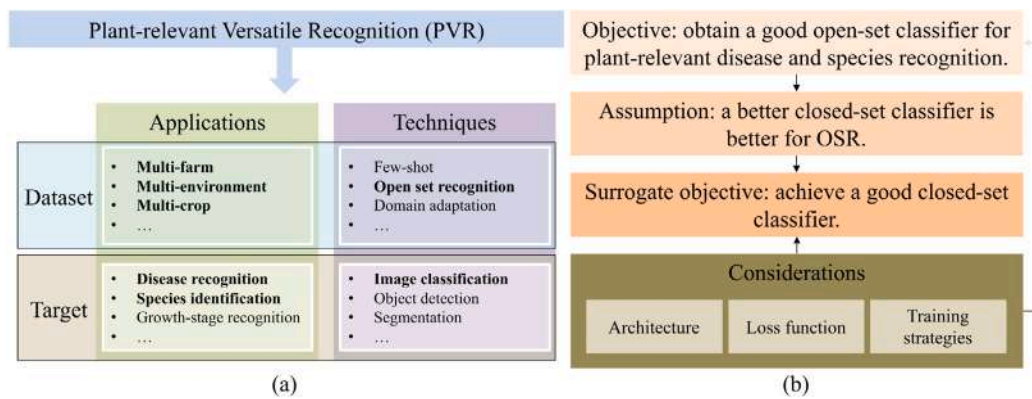 Plant-relevant Versatile Recognition (PVR)
Applications
Techniques
Dataset
• Multi-farm
• Multi-environment
• Multi-crop
• …
• Few-shot
• Open set recognition
• Domain adaptation
• …
Target
• Disease recognition
• Species identification
• Growth-stage recognition
• …
• Image classification
• Object detection
• Segmentation
• …
(a)
Objective: obtain a good open-set classifier for
plant-relevant disease and species recognition.
Assumption: a better closed-set classifier is
better for OSR.
Surrogate objective: achieve a good closed-set
classifier.
Considerations
Architecture
Loss function
Training
strategies
(b)